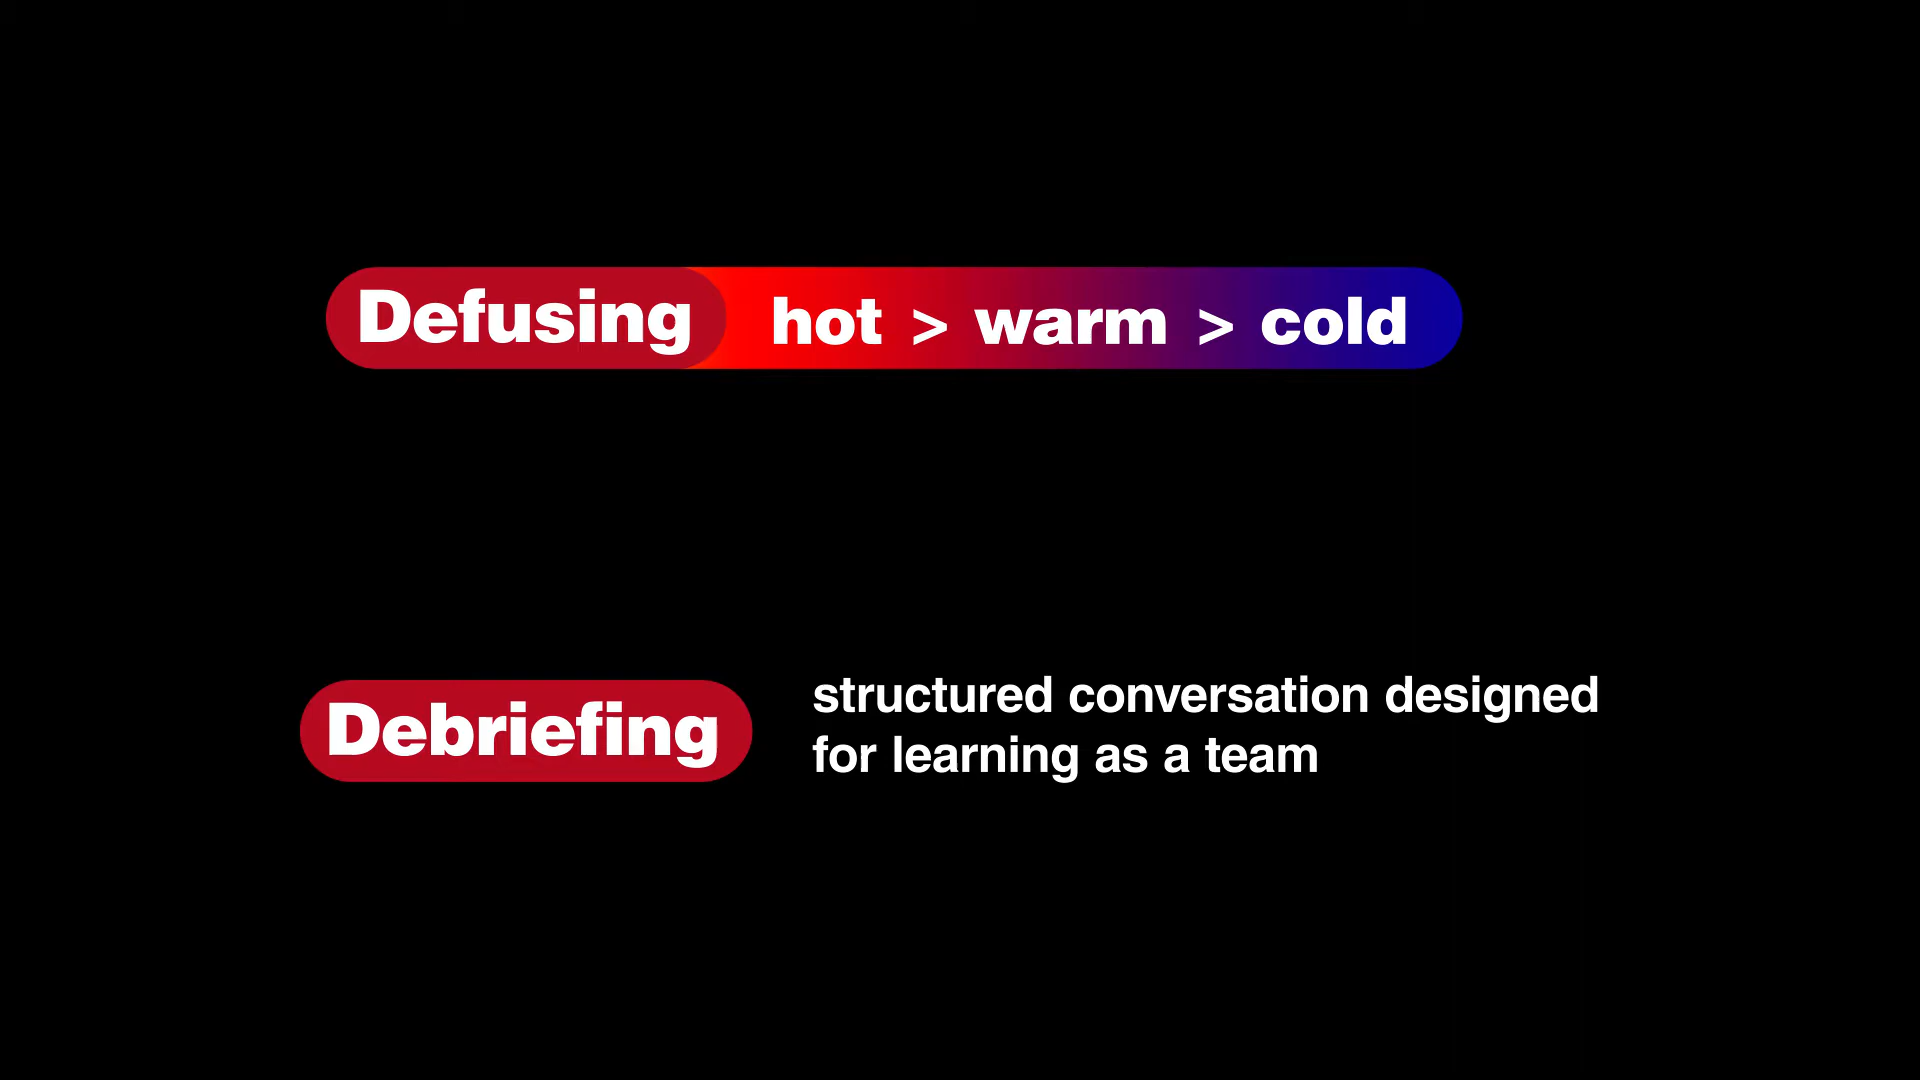 Defusing hot > warm > cold
Debriefing
structured conversation designed
for learning as a team